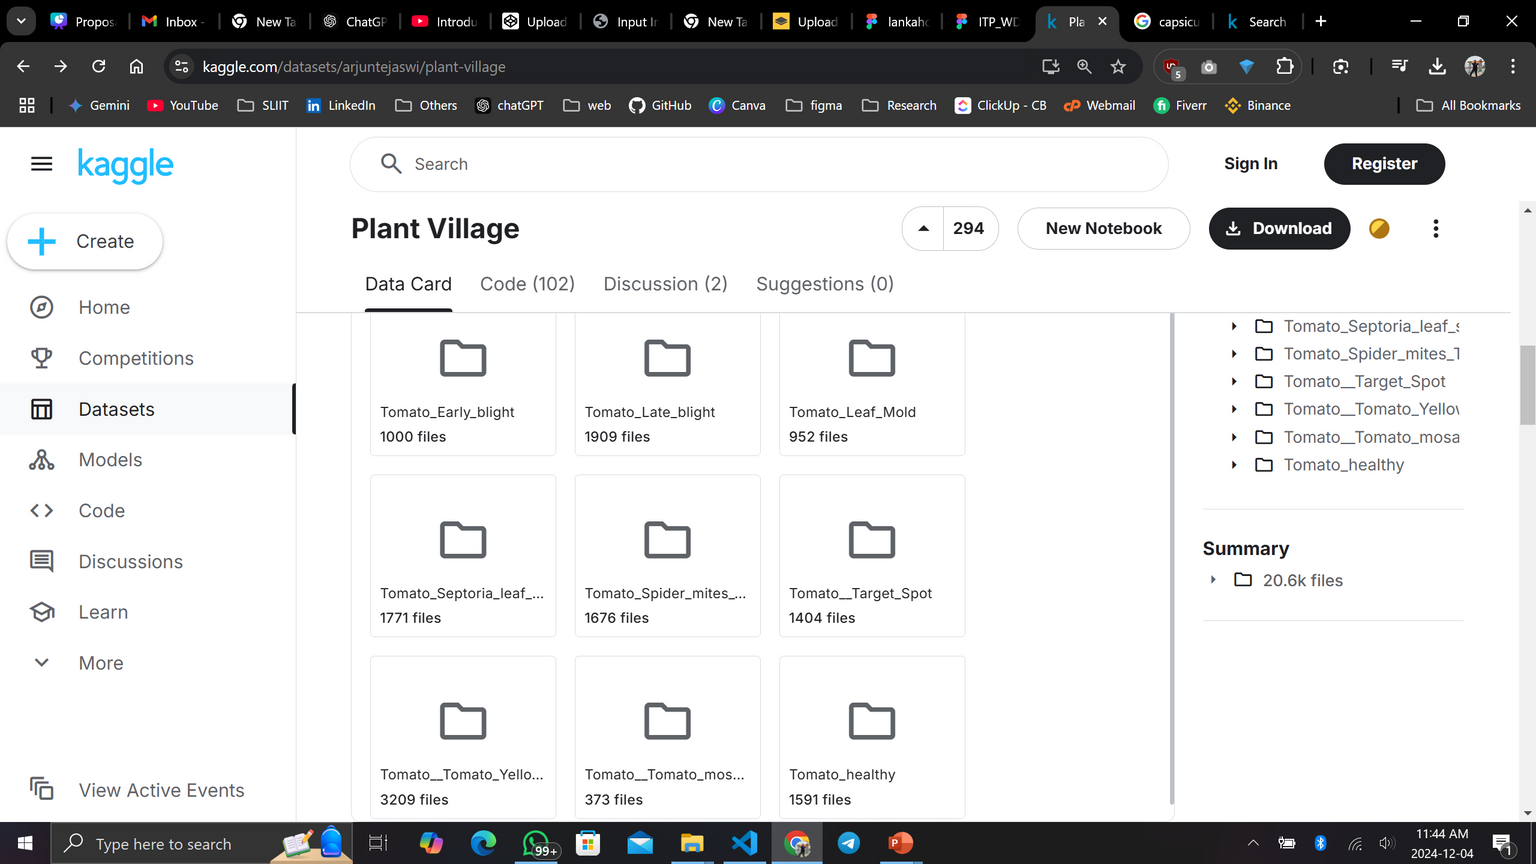 Propos
Inbox -
New Ta
ChatGP
Introdu
Upload
Input In
New Ta
Upload
lankaho
ITP_WD
Pla
capsicu
Search
kaggle.com/datasets/arjuntejaswi/plant-village
5
Gemini
YouTube
SLIIT
LinkedIn
Others
chatGPT
web
GitHub
Canva
figma
Research
ClickUp - CB
Webmail
Fiverr
Binance
All Bookmarks
kaggle
Search
Sign In
Register
Create
Home
Competitions
Datasets
Models
Code
Discussions
Learn
More
View Active Events
Plant Village
294
New Notebook
Download
Data Card
Code (102)
Discussion (2)
Suggestions (0)
Tomato_Early_blight
1000 files
Tomato_Late_blight
1909 files
Tomato_Leaf_Mold
952 files
Tomato_Septoria_leaf_...
1771 files
Tomato_Spider_mites_...
1676 files
Tomato__Target_Spot
1404 files
Tomato__Tomato_Yello...
3209 files
Tomato__Tomato_mos...
373 files
Tomato_healthy
1591 files
Tomato_Septoria_leaf_s
Tomato_Spider_mites_T
Tomato__Target_Spot
Tomato__Tomato_Yellov
Tomato__Tomato_mosa
Tomato_healthy
Summary
20.6k files
Type here to search
99+
11:44 AM
2024-12-04
1